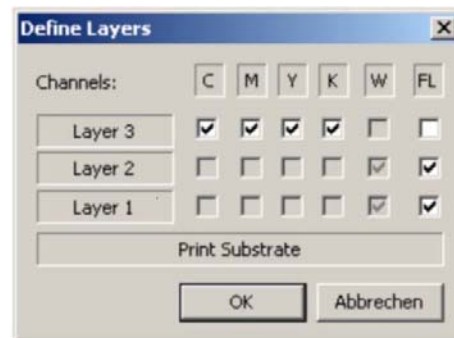 Define Layers
Channels: C M Y K W FL
Layer 3
Layer 2
Layer 1
Print Substrate
OK Abbrechen